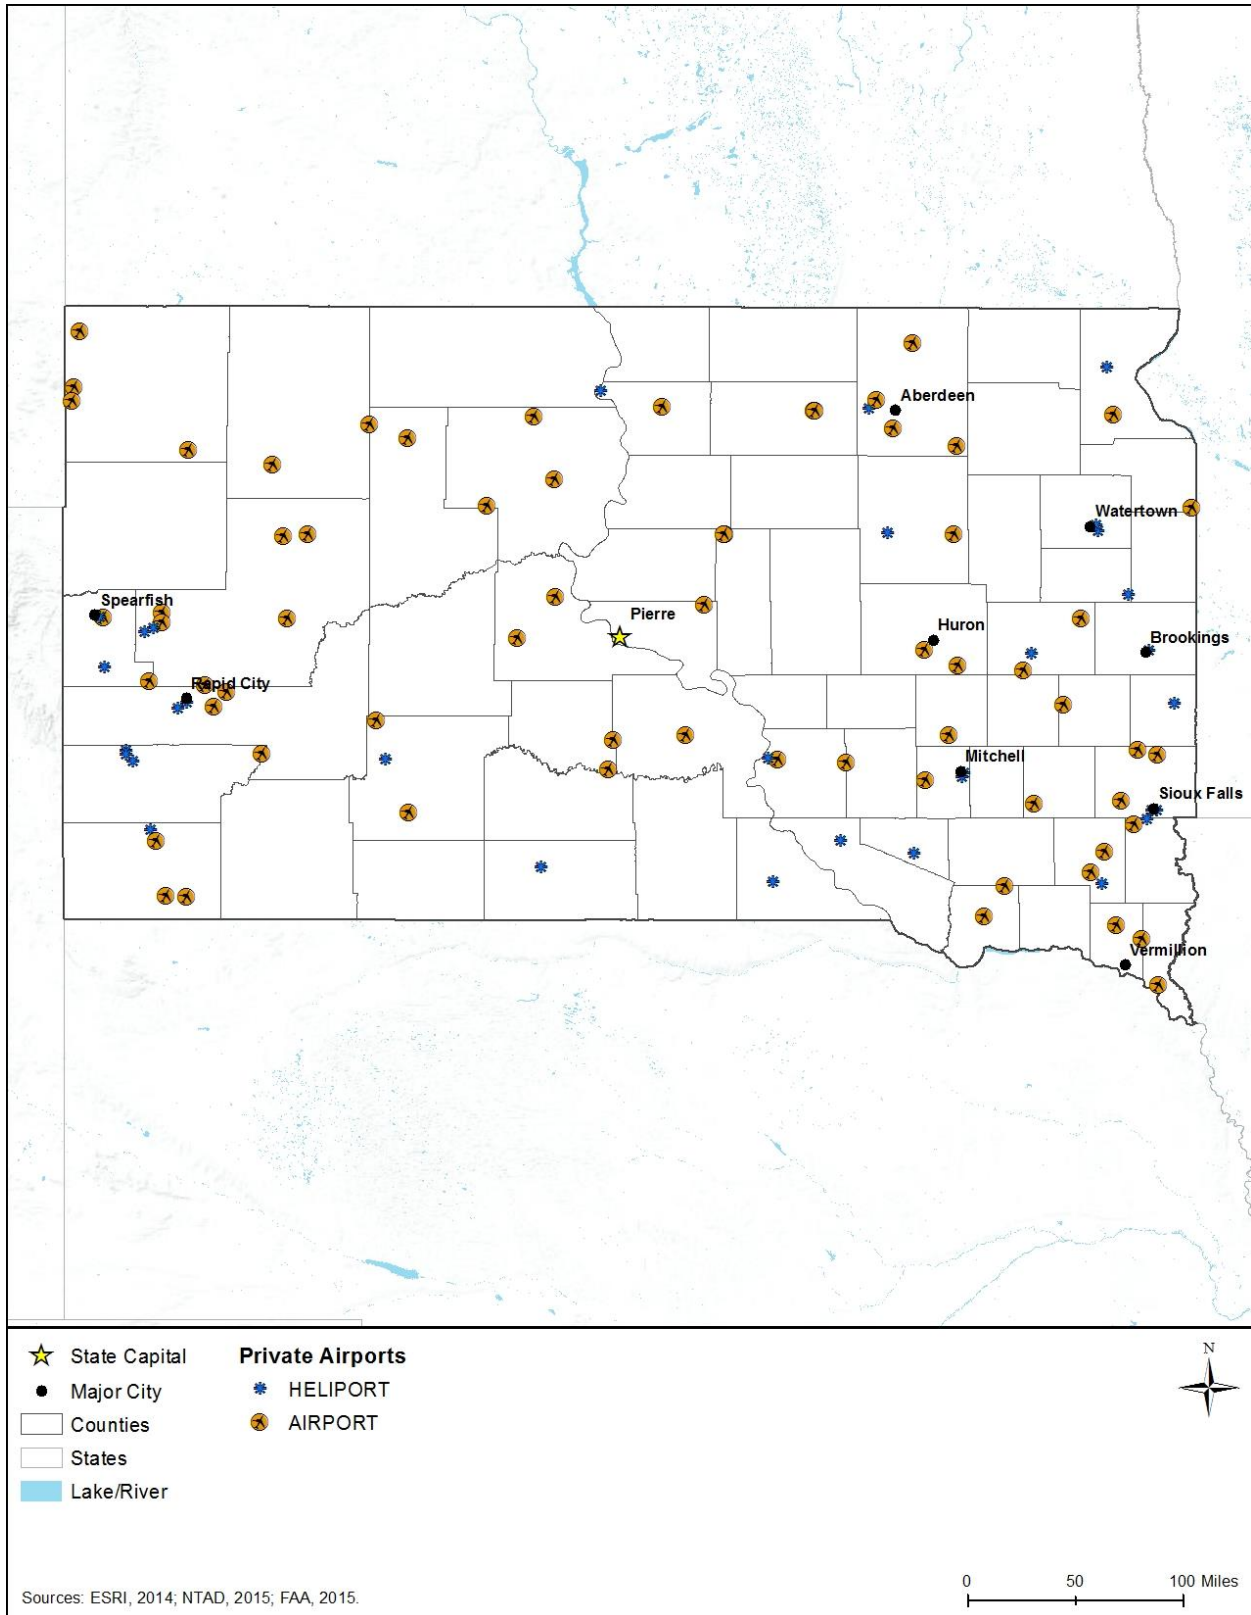 Aberdeen
Watertown
Spearfish
Pierre
Huron
Brookings
Rapid City
Mitchell
Sioux Falls
Vermillion
State Capital
Major City
Counties
States
Lake/River
Private Airports
HELIPORT
AIRPORT
N
Sources: ESRI, 2014; NTAD, 2015; FAA, 2015.
0 50 100 Miles